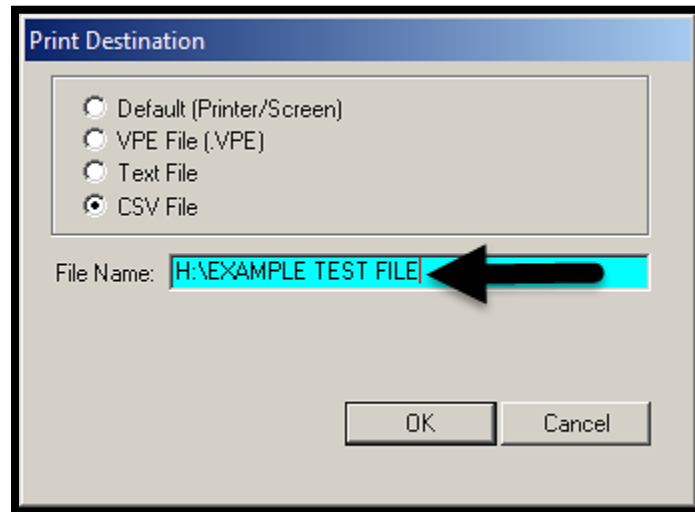 Print Destination
Default (Printer/Screen)
VPE File (.VPE)
Text File
CSV File
File Name: H:\EXAMPLE TEST FILE
OK Cancel